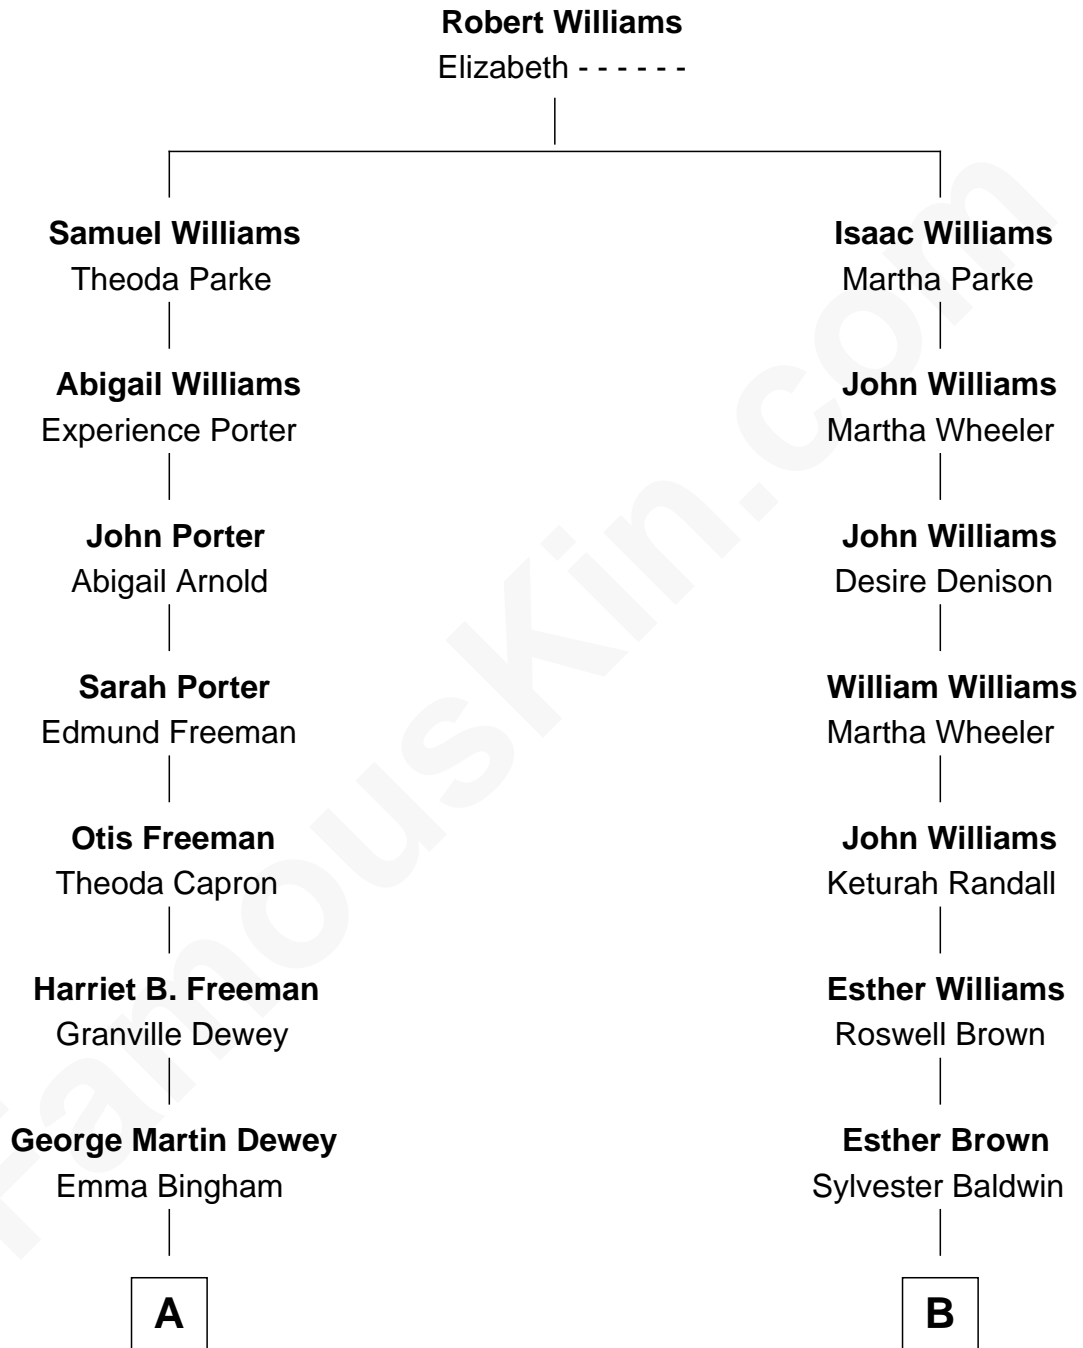 Robert Williams
Elizabeth - - - - - -
Samuel Williams
Theoda Parke
Isaac Williams
Martha Parke
Abigail Williams
Experience Porter
John Williams
Martha Wheeler
John Porter
Abigail Arnold
John Williams
Desire Denison
Sarah Porter
Edmund Freeman
William Williams
Martha Wheeler
Otis Freeman
Theoda Capron
John Williams
Keturah Randall
Harriet B. Freeman
Granville Dewey
Esther Williams
Roswell Brown
George Martin Dewey
Emma Bingham
Esther Brown
Sylvester Baldwin
A
B
FamousKin.com